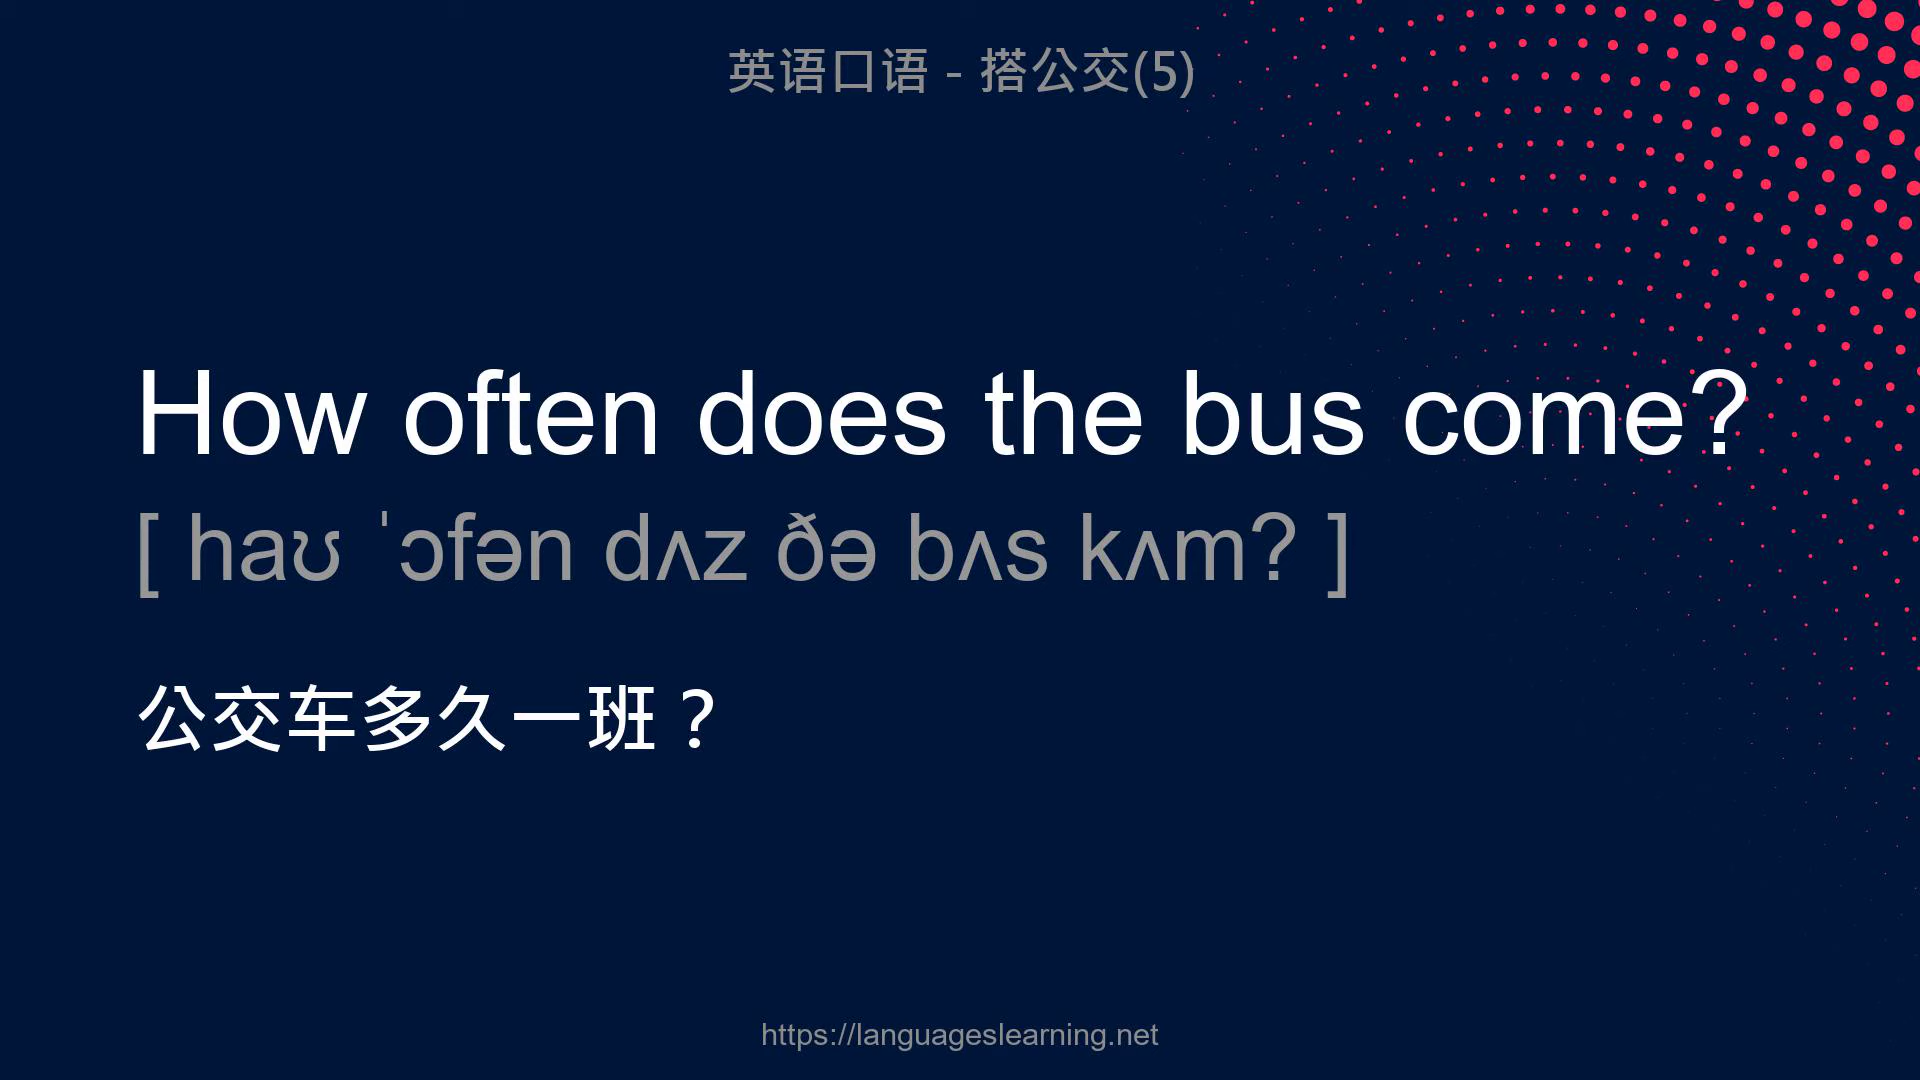 英语口语 - 搭公交(5)
How often does the bus come?
[ haʊ ˈɔfən dʌz ðə bʌs kʌm? ]
公交车多久一班？
https://languageslearning.net